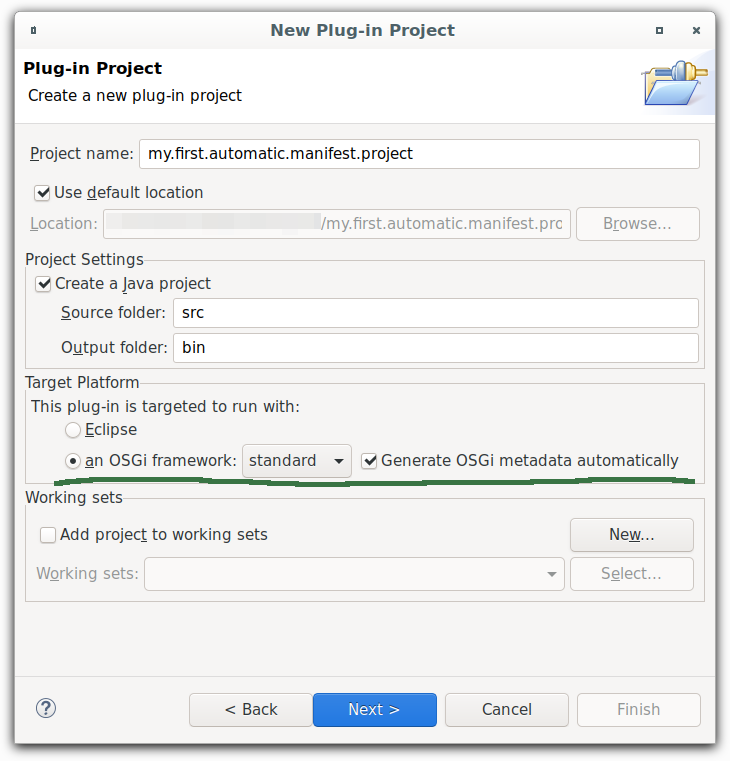 New Plug-in Project
Plug-in Project
Create a new plug-in project
Project name: my.first.automatic.manifest.project
Use default location
Location: /my.first.automatic.manifest.pro Browse...
Project Settings
Create a Java project
Source folder: src
Output folder: bin
Target Platform
This plug-in is targeted to run with:
Eclipse
an OSGi framework: standard Generate OSGi metadata automatically
Working sets
Add project to working sets New...
Working sets: Select...
? < Back Next > Cancel Finish